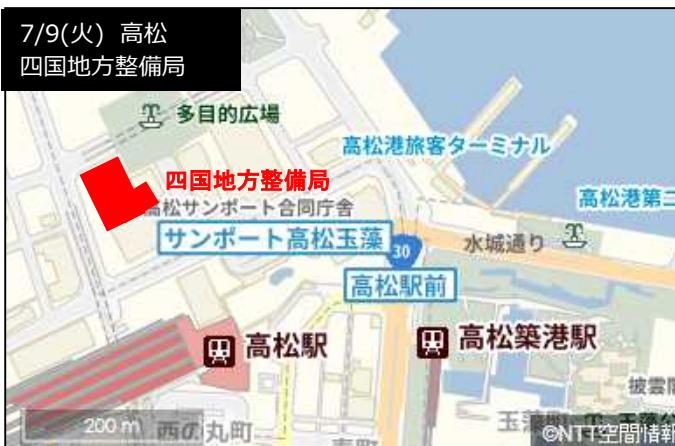 7/9(火) 高松
四国地方整備局
多目的広場
高松港旅客ターミナル
四国地方整備局
高松港第二
高松サンポート合同庁舎
サンポート高松玉藻
30
水城通り
高松駅前
高松駅
高松築港駅
披雲閣
200 m
西の丸町
©NTT空間情報